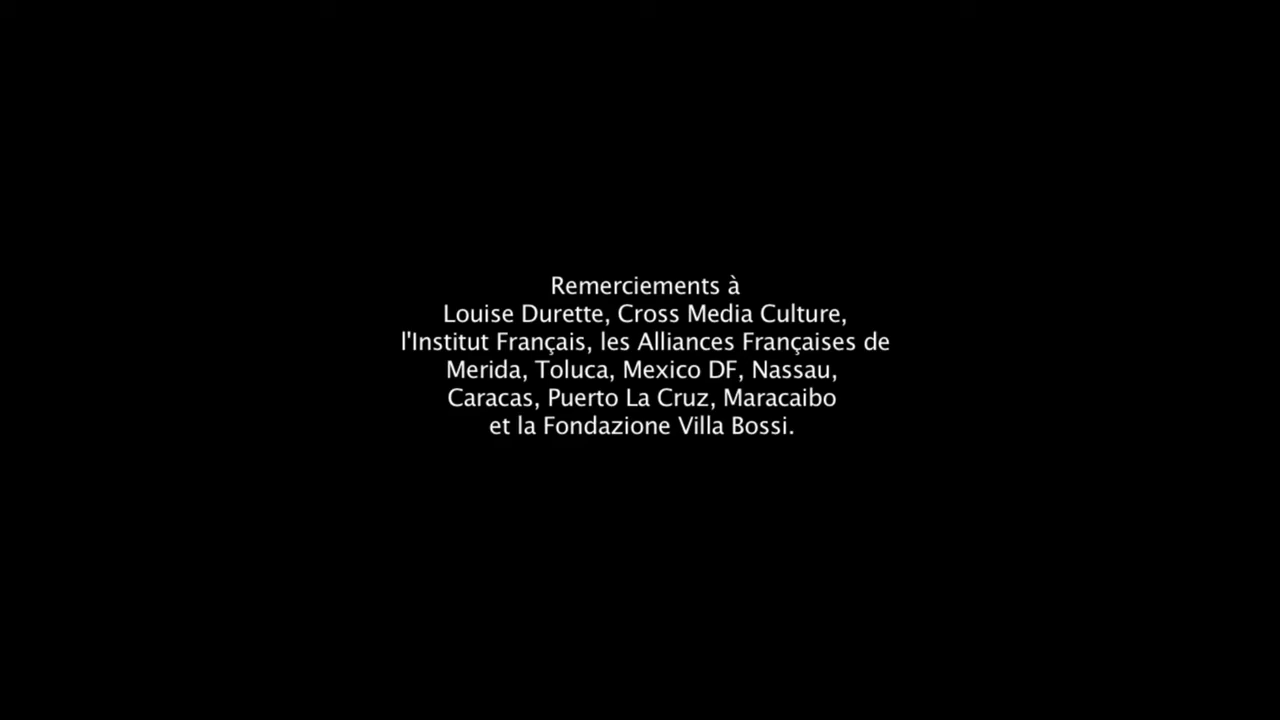 Remerciements à
Louise Durette, Cross Media Culture,
l'Institut Français, les Alliances Françaises de
Merida, Toluca, Mexico DF, Nassau,
Caracas, Puerto La Cruz, Maracaibo
et la Fondazione Villa Bossi.